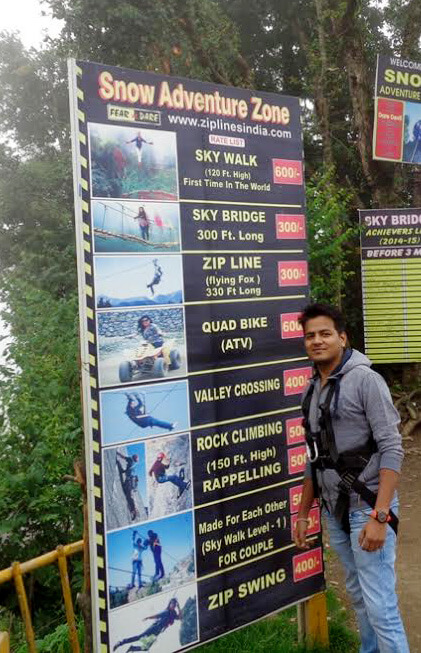 Snow Adventure Zone
FEAR DARE
www.ziplinesindia.com
RATE LIST
SKY WALK
(120 Ft. High)
First Time In The World
600/-
SKY BRIDGE
300 Ft. Long
300/-
ZIP LINE
(flying Fox)
330 Ft Long
300/-
QUAD BIKE
(ATV)
VALLEY CROSSING
400/-
ROCK CLIMBING
(150 Ft. High)
RAPPELLING
Made For Each Other
(Sky Walk Level - 1)
FOR COUPLE
ZIP SWING
400/-
WELCOME
SNO
ADVENTURE
Dare Devil
SKY BRIDG
ACHIEVERS LI
(2014-15)
BEFORE 3 M